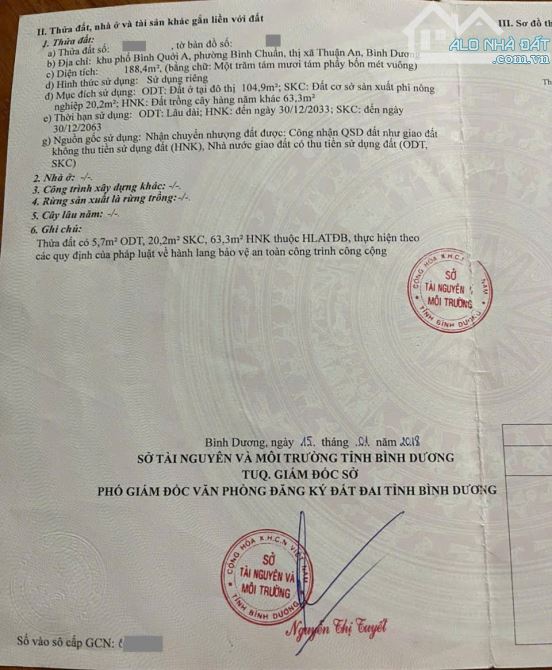 II. Thửa đất, nhà ở và tài sản khác gắn liền với đất
III. Sơ đồ th
1. Thửa đất:
a) Thửa đất số: , tờ bản đồ số:
b) Địa chỉ: khu phố Bình Quới A, phường Bình Chuẩn, thị xã Thuận An, Bình Dương
c) Diện tích: 188,4m², (bằng chữ: Một trăm tám mươi tám phẩy bốn mét vuông)
d) Hình thức sử dụng: Sử dụng riêng
đ) Mục đích sử dụng: ODT: Đất ở tại đô thị 104,9m²; SKC: Đất cơ sở sản xuất phi nông
nghiệp 20,2m²; HNK: Đất trồng cây hàng năm khác 63,3m²
e) Thời hạn sử dụng: ODT: Lâu dài; HNK: đến ngày 30/12/2033; SKC: đến ngày
30/12/2063
g) Nguồn gốc sử dụng: Nhận chuyển nhượng đất được: Công nhận QSD đất như giao đất
không thu tiền sử dụng đất (HNK), Nhà nước giao đất có thu tiền sử dụng đất (ODT,
SKC)
2. Nhà ở: -/-.
3. Công trình xây dựng khác: -/-.
4. Rừng sản xuất là rừng trồng: -/-.
5. Cây lâu năm: -/-.
6. Ghi chú:
Thửa đất có 5,7m² ODT, 20,2m² SKC, 63,3m² HNK thuộc HLATĐB, thực hiện theo
các quy định của pháp luật về hành lang bảo vệ an toàn công trình công cộng
CỘNG HÒA X.H.C.N NAM
SỞ
TÀI NGUYÊN
MÔI TRƯỜNG
TỈNH BÌNH DƯƠNG
Bình Dương, ngày 15 tháng 01 năm 2018
SỞ TÀI NGUYÊN VÀ MÔI TRƯỜNG TỈNH BÌNH DƯƠNG
TUQ. GIÁM ĐỐC SỞ
PHÓ GIÁM ĐỐC VĂN PHÒNG ĐĂNG KÝ ĐẤT ĐAI TỈNH BÌNH DƯƠNG
CỘNG HÒA X.H.C.N VIỆT NAM
SỞ
TÀI NGUYÊN VÀ
MÔI TRƯỜNG
TỈNH BÌNH DƯƠNG
Nguyễn Thị Tuyết
Số vào sổ cấp GCN:
ALO NHÀ ĐẤT
.com.vn